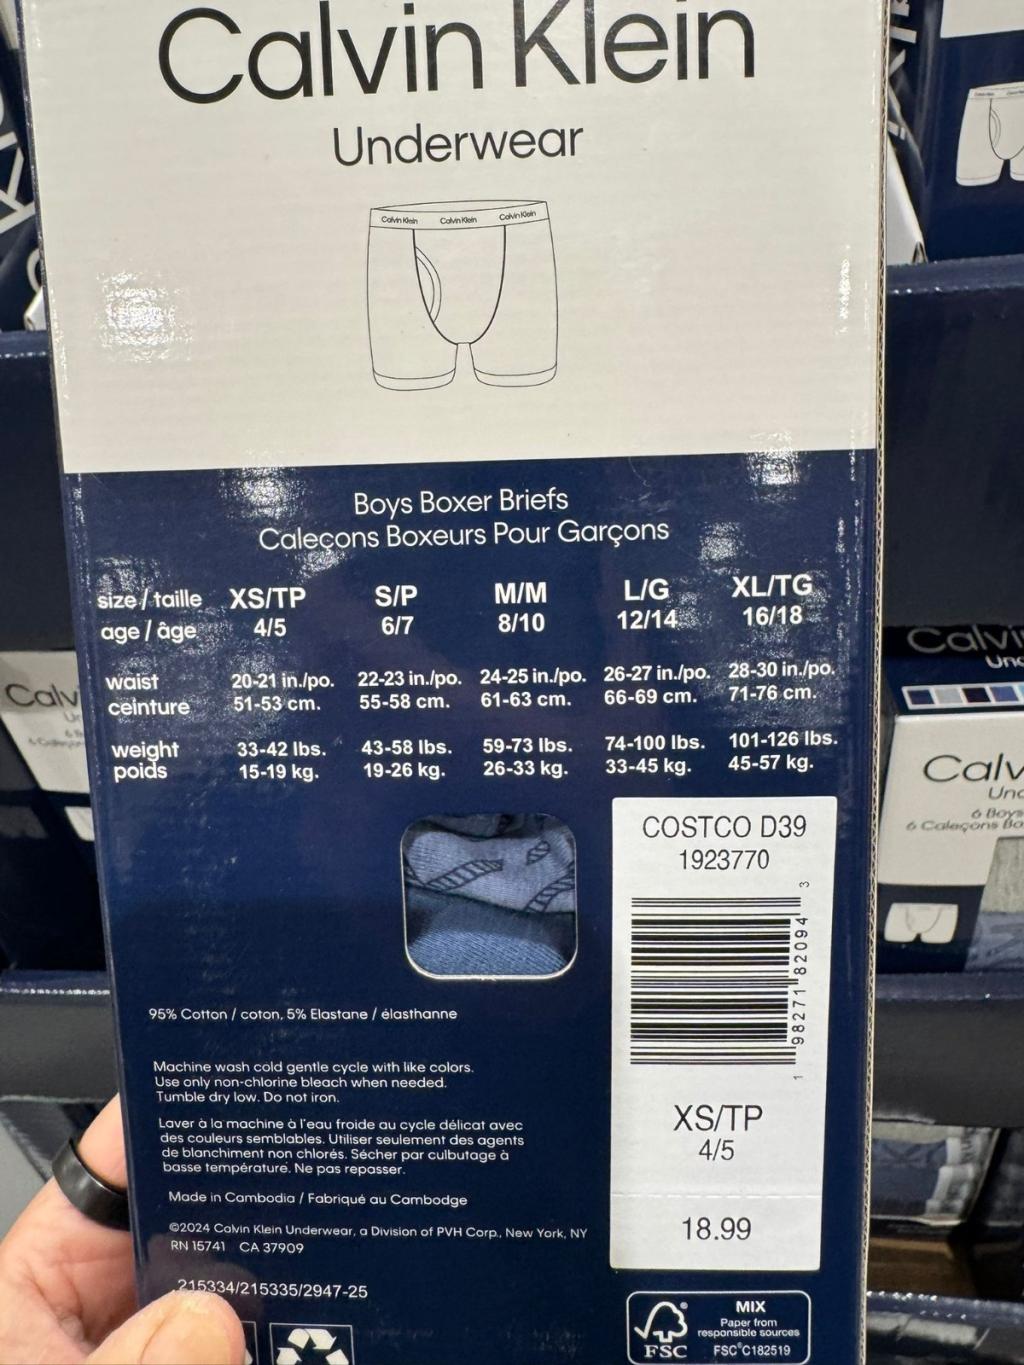 Calvin Klein
Underwear
Calvin Klein Calvin Klein Calvin Klein
Boys Boxer Briefs
Caleçons Boxeurs Pour Garçons
size / taille XS/TP S/P M/M L/G XL/TG
age / âge 4/5 6/7 8/10 12/14 16/18
waist 20-21 in./po. 22-23 in./po. 24-25 in./po. 26-27 in./po. 28-30 in./po.
ceinture 51-53 cm. 55-58 cm. 61-63 cm. 66-69 cm. 71-76 cm.
weight 33-42 lbs. 43-58 lbs. 59-73 lbs. 74-100 lbs. 101-126 lbs.
poids 15-19 kg. 19-26 kg. 26-33 kg. 33-45 kg. 45-57 kg.
COSTCO D39
1923770
1 98271 82094 3
XS/TP
4/5
18.99
95% Cotton / coton, 5% Elastane / élasthanne
Machine wash cold gentle cycle with like colors.
Use only non-chlorine bleach when needed.
Tumble dry low. Do not iron.
Laver à la machine à l'eau froide au cycle délicat avec
des couleurs semblables. Utiliser seulement des agents
de blanchiment non chlorés. Sécher par culbutage à
basse température. Ne pas repasser.
Made in Cambodia / Fabriqué au Cambodge
©2024 Calvin Klein Underwear, a Division of PVH Corp., New York, NY
RN 15741 CA 37909
215334/215335/2947-25
FSC
MIX
Paper from
responsible sources
FSC® C182519
Calv
6 Boys
6 Caleçons Bo